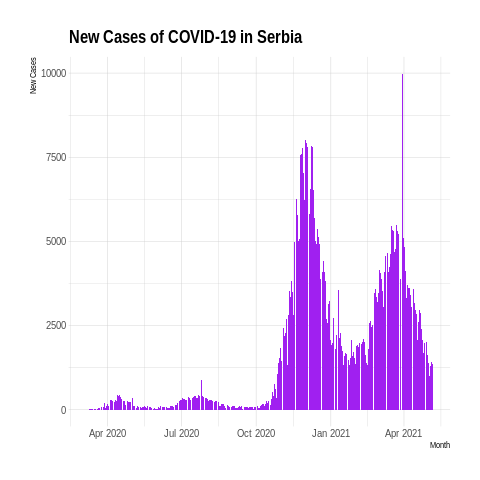 New Cases of COVID-19 in Serbia
New Cases
10000
7500
5000
2500
0
Apr 2020
Jul 2020
Oct 2020
Jan 2021
Apr 2021
Month